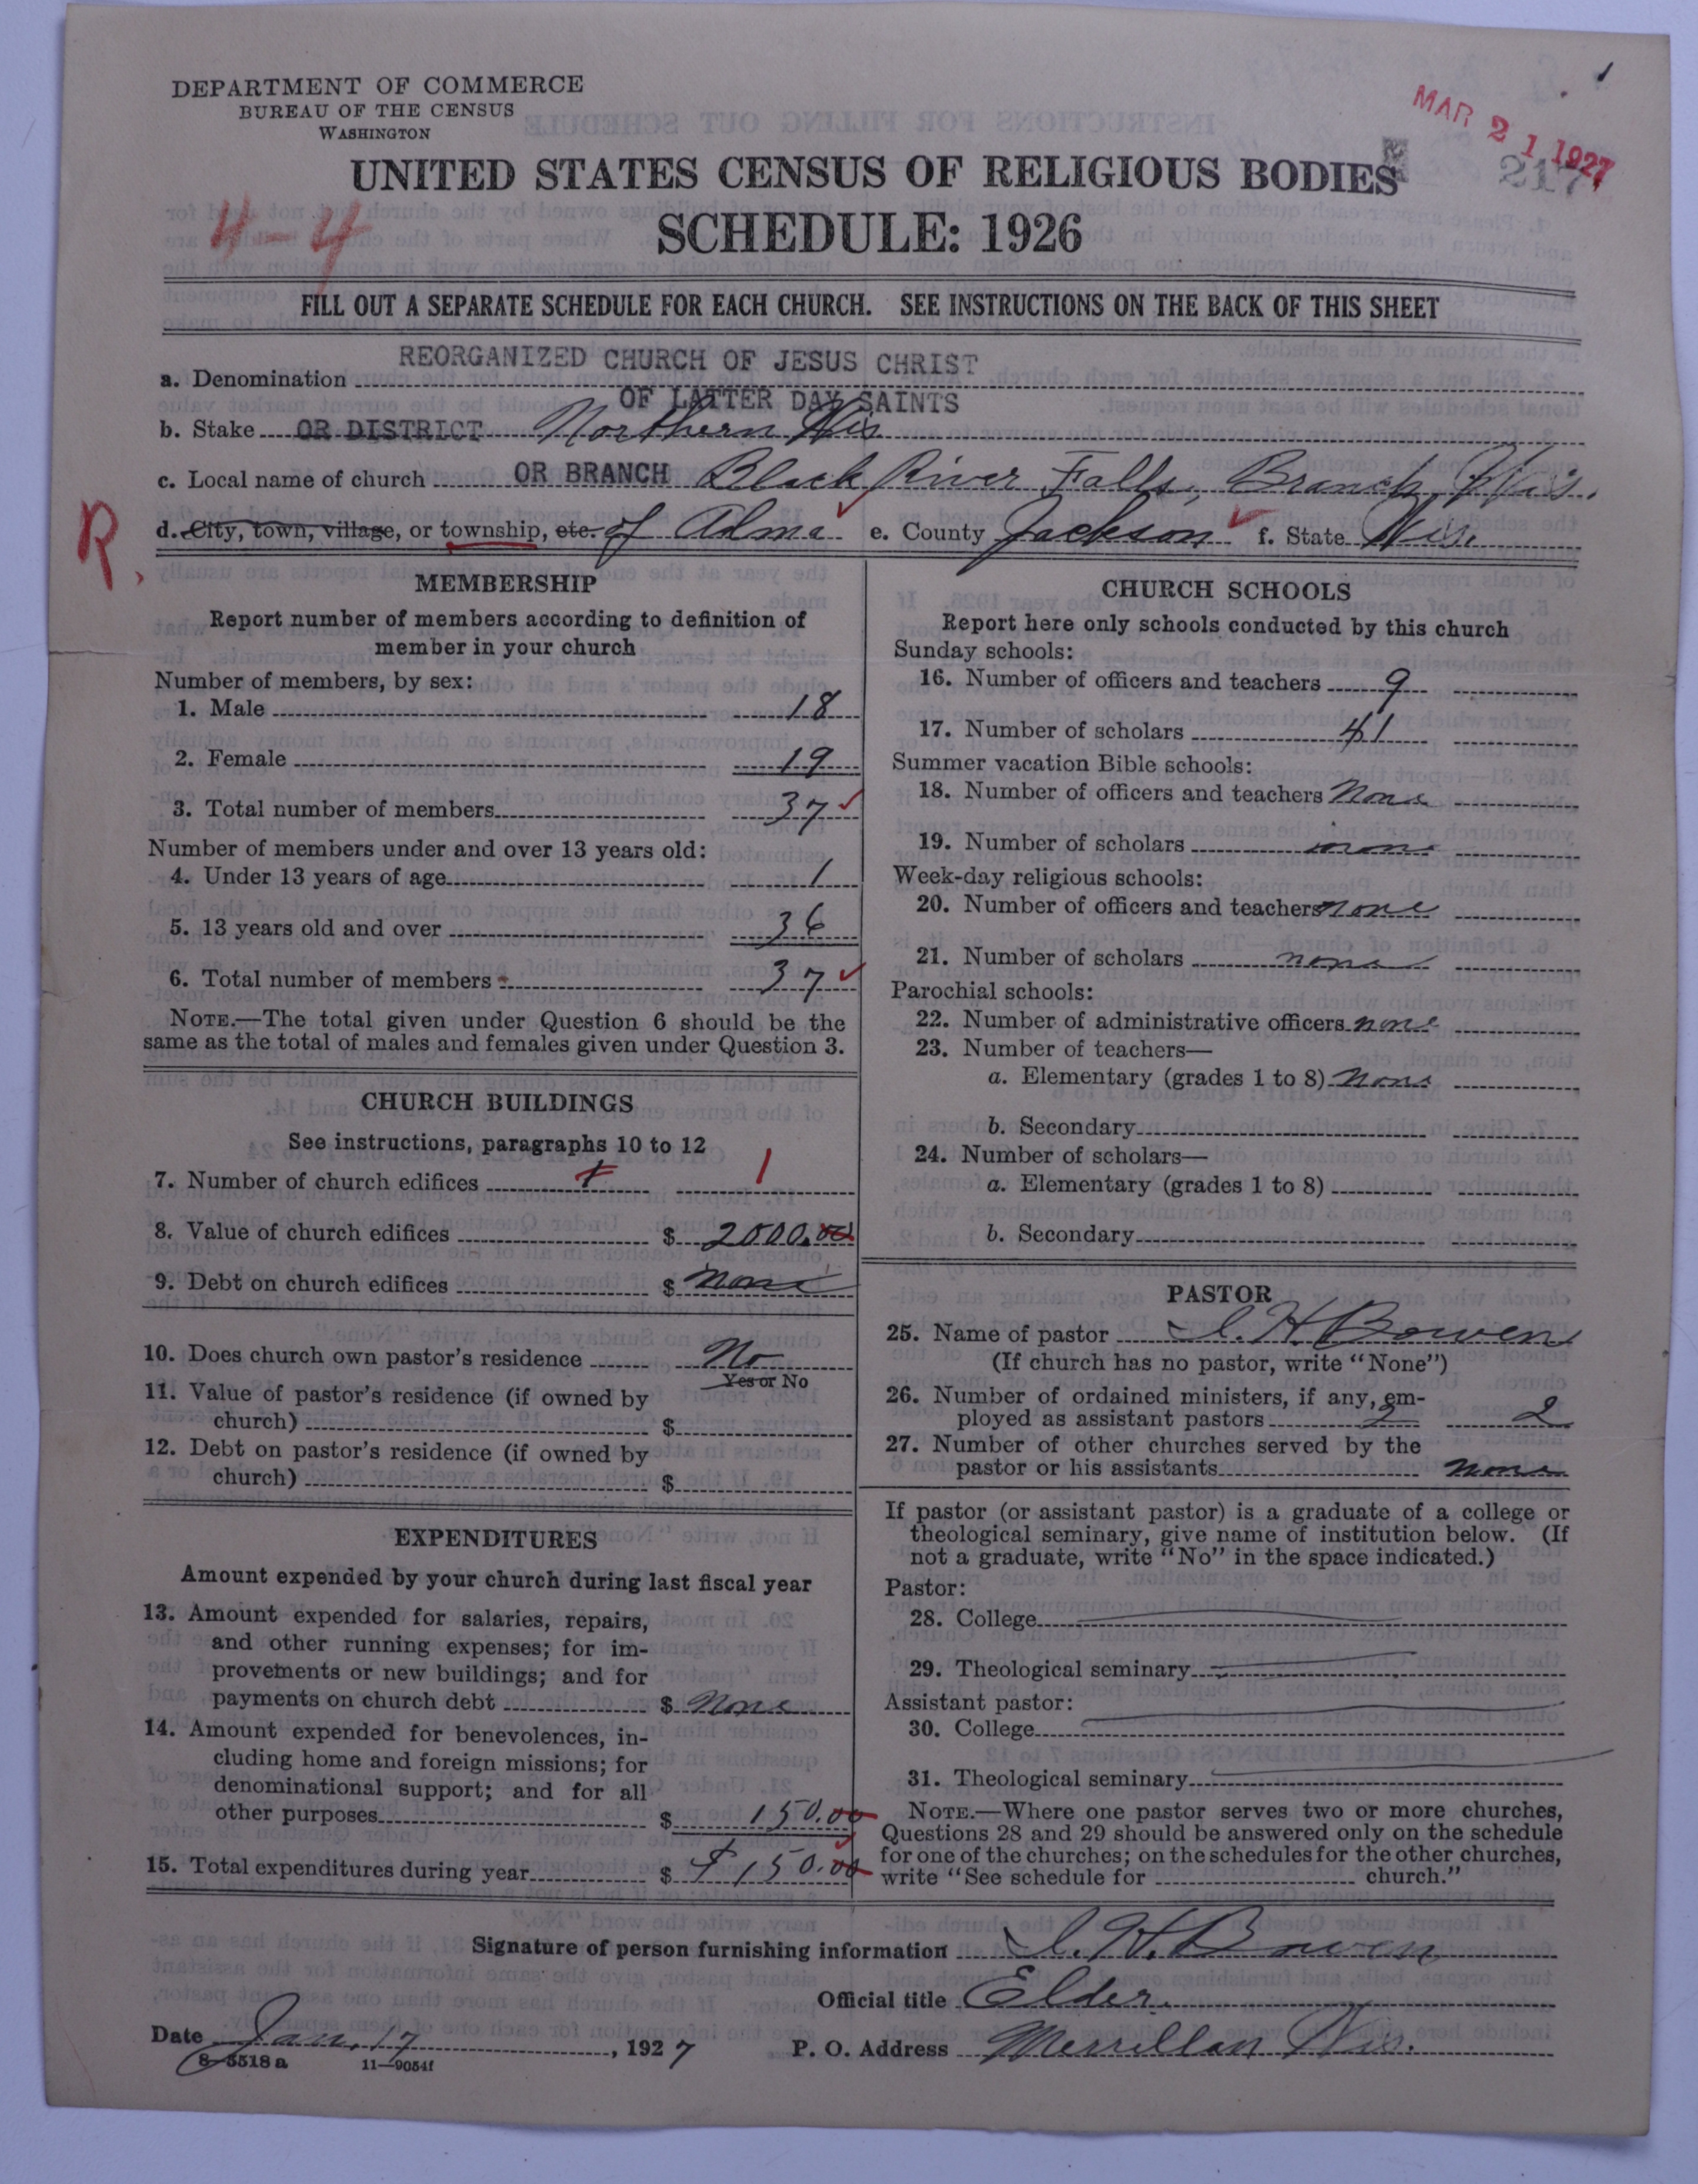 DEPARTMENT OF COMMERCE
BUREAU OF THE CENSUS
WASHINGTON
MAR 21 1927
217
UNITED STATES CENSUS OF RELIGIOUS BODIES
4-4
SCHEDULE: 1926
FILL OUT A SEPARATE SCHEDULE FOR EACH CHURCH. SEE INSTRUCTIONS ON THE BACK OF THIS SHEET
REORGANIZED CHURCH OF JESUS CHRIST
a. Denomination
OF LATTER DAY SAINTS
b. Stake OR DISTRICT Northern Wis
c. Local name of church OR BRANCH Black River Falls, Branch, Wis.
R.
d. City, town, village, or township, etc. of Alma e. County Jackson f. State Wis.
MEMBERSHIP
Report number of members according to definition of
member in your church
Number of members, by sex:
1. Male 18
2. Female 19
3. Total number of members 37
Number of members under and over 13 years old:
4. Under 13 years of age 1
5. 13 years old and over 36
6. Total number of members 37
NOTE.—The total given under Question 6 should be the
same as the total of males and females given under Question 3.
CHURCH BUILDINGS
See instructions, paragraphs 10 to 12
7. Number of church edifices 1 1
8. Value of church edifices $ 2000.00
9. Debt on church edifices $ None
10. Does church own pastor's residence No
Yes or No
11. Value of pastor's residence (if owned by
church) $
12. Debt on pastor's residence (if owned by
church) $
EXPENDITURES
Amount expended by your church during last fiscal year
13. Amount expended for salaries, repairs,
and other running expenses; for im-
provements or new buildings; and for
payments on church debt $ None
14. Amount expended for benevolences, in-
cluding home and foreign missions; for
denominational support; and for all
other purposes $ 150.00
15. Total expenditures during year $ $150.00
CHURCH SCHOOLS
Report here only schools conducted by this church
Sunday schools:
16. Number of officers and teachers 9
17. Number of scholars 41
Summer vacation Bible schools:
18. Number of officers and teachers None
19. Number of scholars none
Week-day religious schools:
20. Number of officers and teachers none
21. Number of scholars none
Parochial schools:
22. Number of administrative officers none
23. Number of teachers—
a. Elementary (grades 1 to 8) None
b. Secondary
24. Number of scholars—
a. Elementary (grades 1 to 8)
b. Secondary
PASTOR
25. Name of pastor I. H. Bowen
(If church has no pastor, write "None")
26. Number of ordained ministers, if any, em-
ployed as assistant pastors 2 2
27. Number of other churches served by the
pastor or his assistants none
If pastor (or assistant pastor) is a graduate of a college or
theological seminary, give name of institution below. (If
not a graduate, write "No" in the space indicated.)
Pastor:
28. College
29. Theological seminary
Assistant pastor:
30. College
31. Theological seminary
NOTE.—Where one pastor serves two or more churches,
Questions 28 and 29 should be answered only on the schedule
for one of the churches; on the schedules for the other churches,
write "See schedule for church."
Signature of person furnishing information I. H. Bowen
Official title Elder.
Date Jan. 17, 1927 P. O. Address Merrillan Wis.
8-5518a 11-9054f